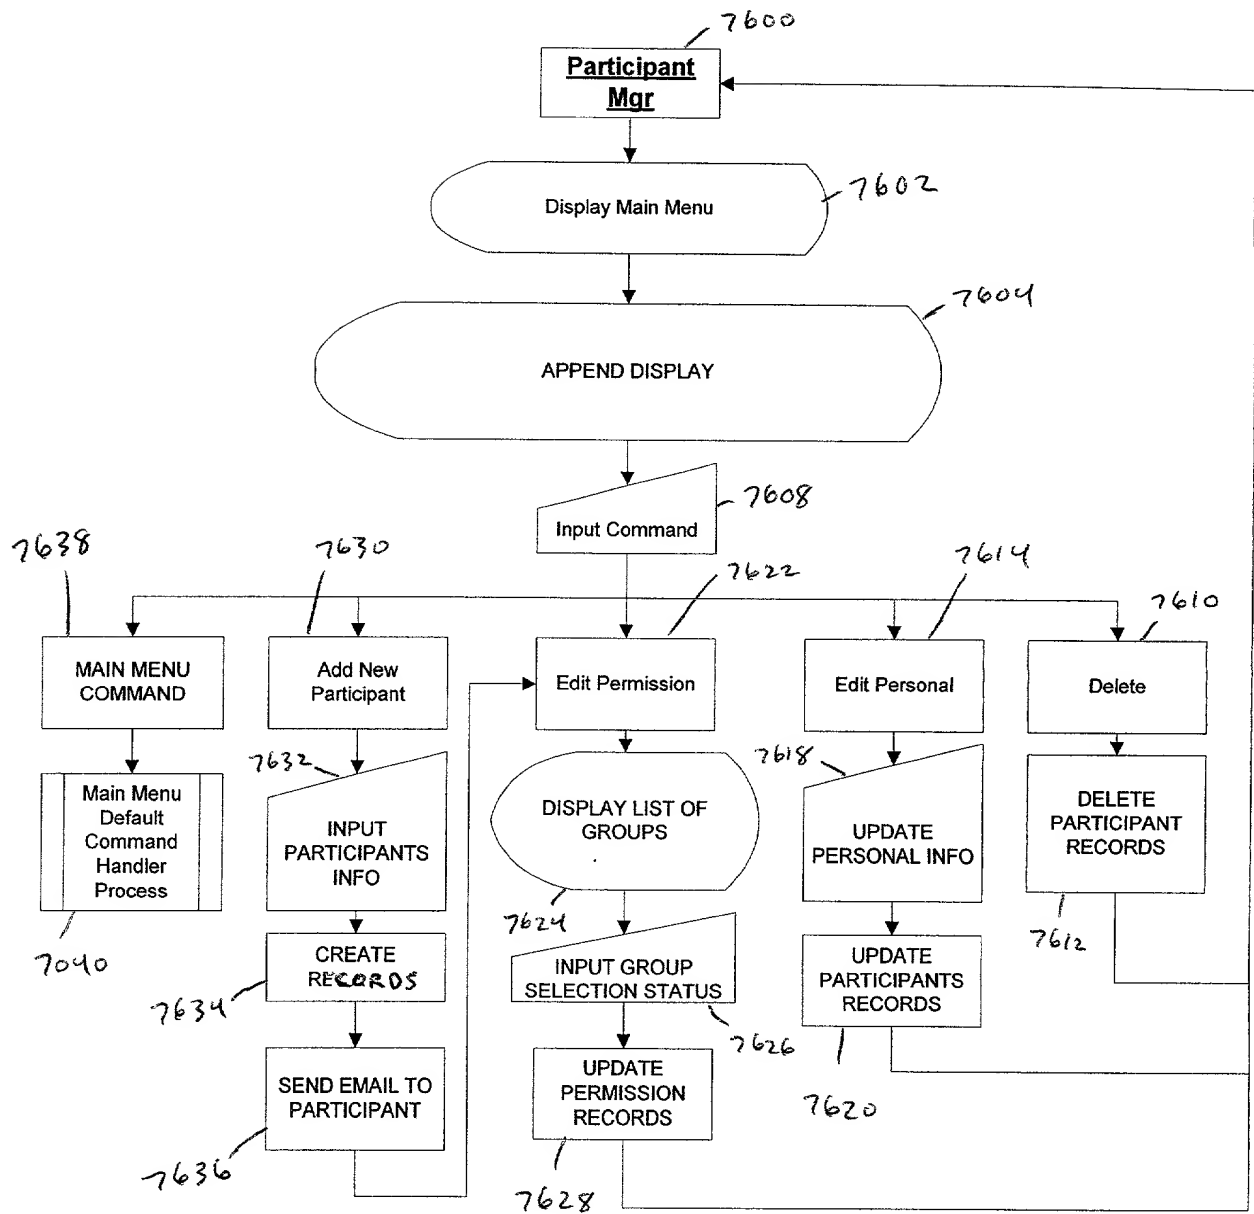 7600
Participant
Mgr
7602
Display Main Menu
7604
APPEND DISPLAY
7608
Input Command
7638
7630
7622
7614
7610
MAIN MENU
COMMAND
Add New
Participant
Edit Permission
Edit Personal
Delete
7632
7618
Main Menu
Default
Command
Handler
Process
INPUT
PARTICIPANTS
INFO
DISPLAY LIST OF
GROUPS
UPDATE
PERSONAL INFO
DELETE
PARTICIPANT
RECORDS
7040
7624
7612
CREATE
RECORDS
7634
INPUT GROUP
SELECTION STATUS
7626
UPDATE
PARTICIPANTS
RECORDS
7620
SEND EMAIL TO
PARTICIPANT
7636
UPDATE
PERMISSION
RECORDS
7628